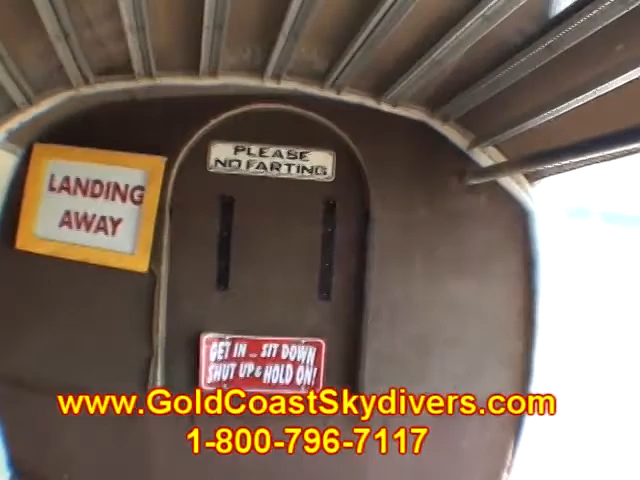 PLEASE
NO FARTING
LANDING
AWAY
GET IN ... SIT DOWN
SHUT UP & HOLD ON!
www.GoldCoastSkydivers.com
1-800-796-7117